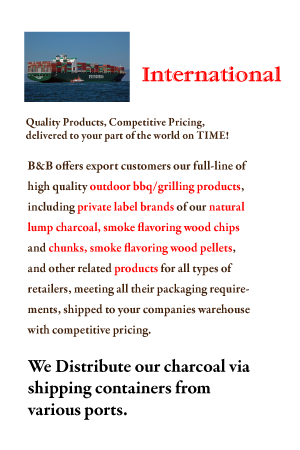 International
Quality Products, Competitive Pricing,
delivered to your part of the world on TIME!
B&B offers export customers our full-line of
high quality outdoor bbq/grilling products,
including private label brands of our natural
lump charcoal, smoke flavoring wood chips
and chunks, smoke flavoring wood pellets,
and other related products for all types of
retailers, meeting all their packaging require-
ments, shipped to your companies warehouse
with competitive pricing.
We Distribute our charcoal via
shipping containers from
various ports.